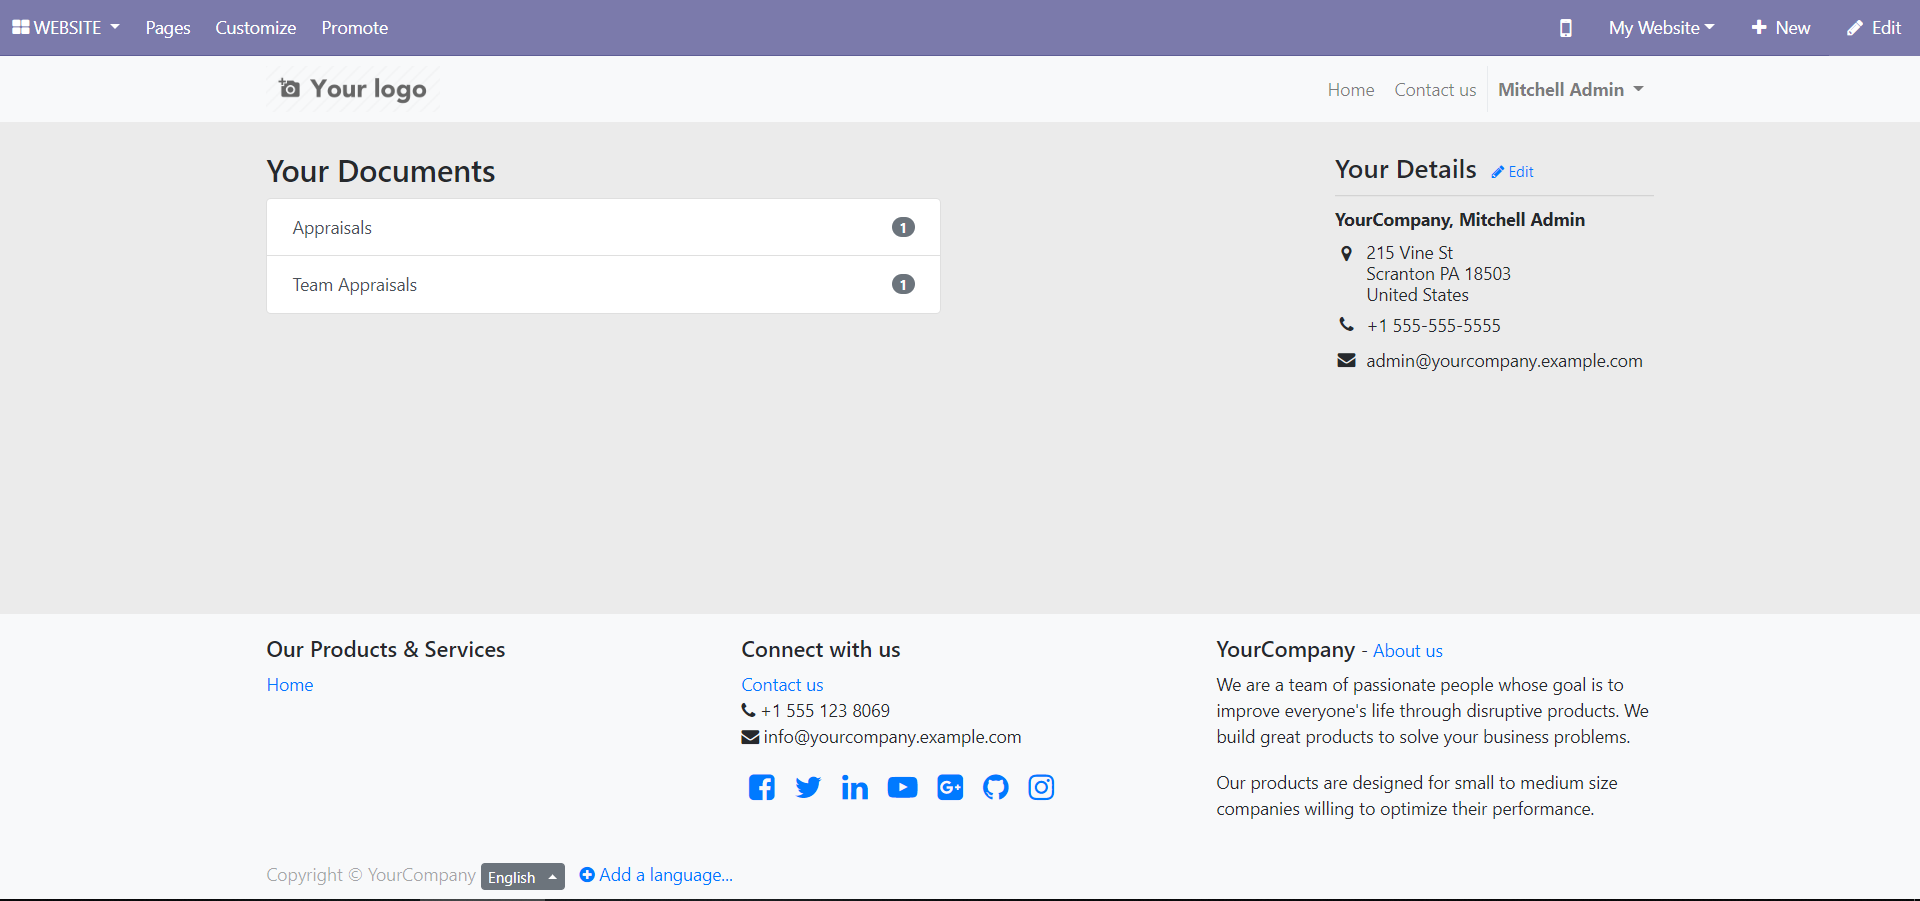 WEBSITE Pages Customize Promote My Website New Edit
Your logo Home Contact us Mitchell Admin
Your Documents
Appraisals 1
Team Appraisals 1
Your Details Edit
YourCompany, Mitchell Admin
215 Vine St
Scranton PA 18503
United States
+1 555-555-5555
admin@yourcompany.example.com
Our Products & Services
Home
Connect with us
Contact us
+1 555 123 8069
info@yourcompany.example.com
G+
YourCompany - About us
We are a team of passionate people whose goal is to
improve everyone's life through disruptive products. We
build great products to solve your business problems.
Our products are designed for small to medium size
companies willing to optimize their performance.
Copyright © YourCompany English Add a language...